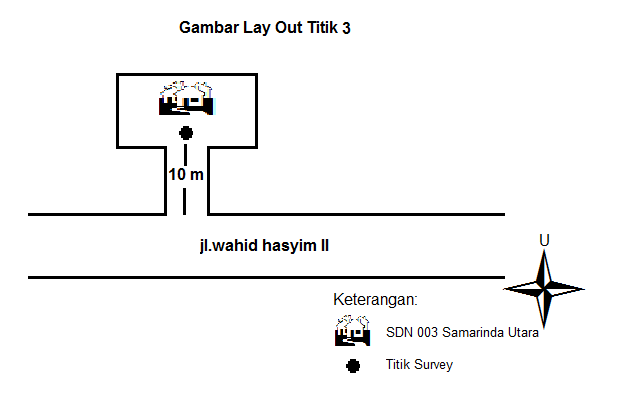 Gambar Lay Out Titik 3
10 m
jl.wahid hasyim II
U
Keterangan:
SDN 003 Samarinda Utara
Titik Survey